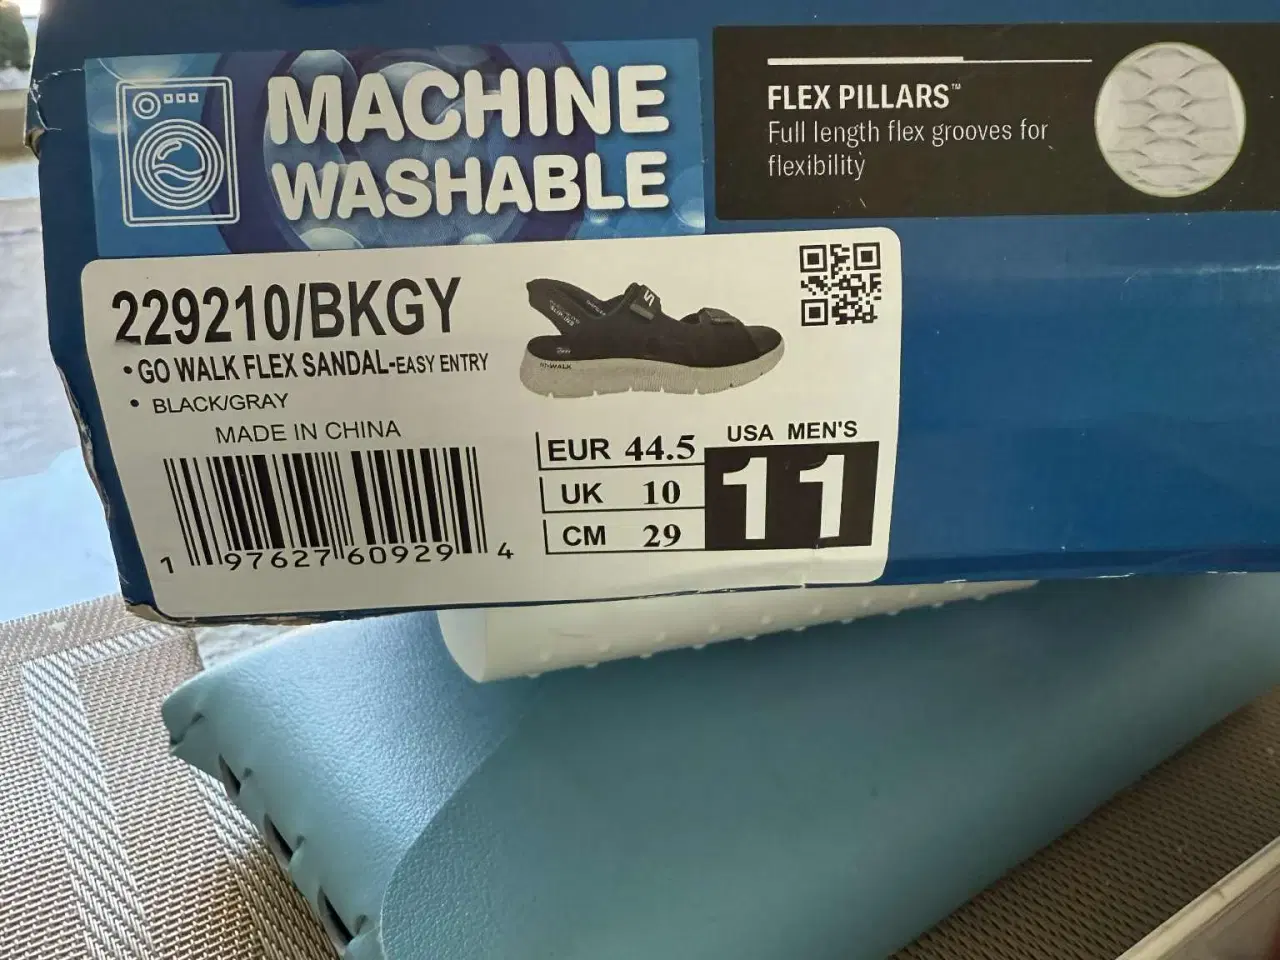 MACHINE
WASHABLE
FLEX PILLARS™
Full length flex grooves for
flexibility
229210/BKGY
• GO WALK FLEX SANDAL-EASY ENTRY
• BLACK/GRAY
MADE IN CHINA
1 97627 60929 4
EUR 44.5
UK 10
CM 29
USA MEN'S
11